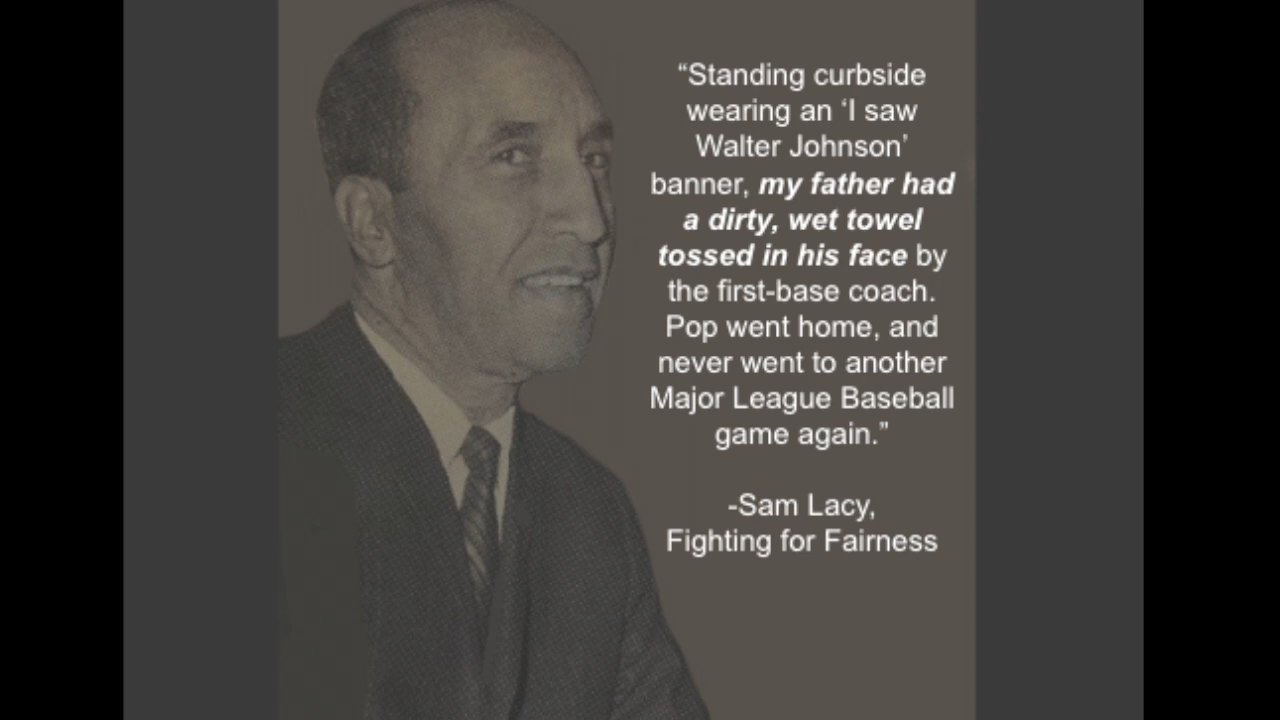 “Standing curbside
wearing an ‘I saw
Walter Johnson’
banner, my father had
a dirty, wet towel
tossed in his face by
the first-base coach.
Pop went home, and
never went to another
Major League Baseball
game again.”
-Sam Lacy,
Fighting for Fairness